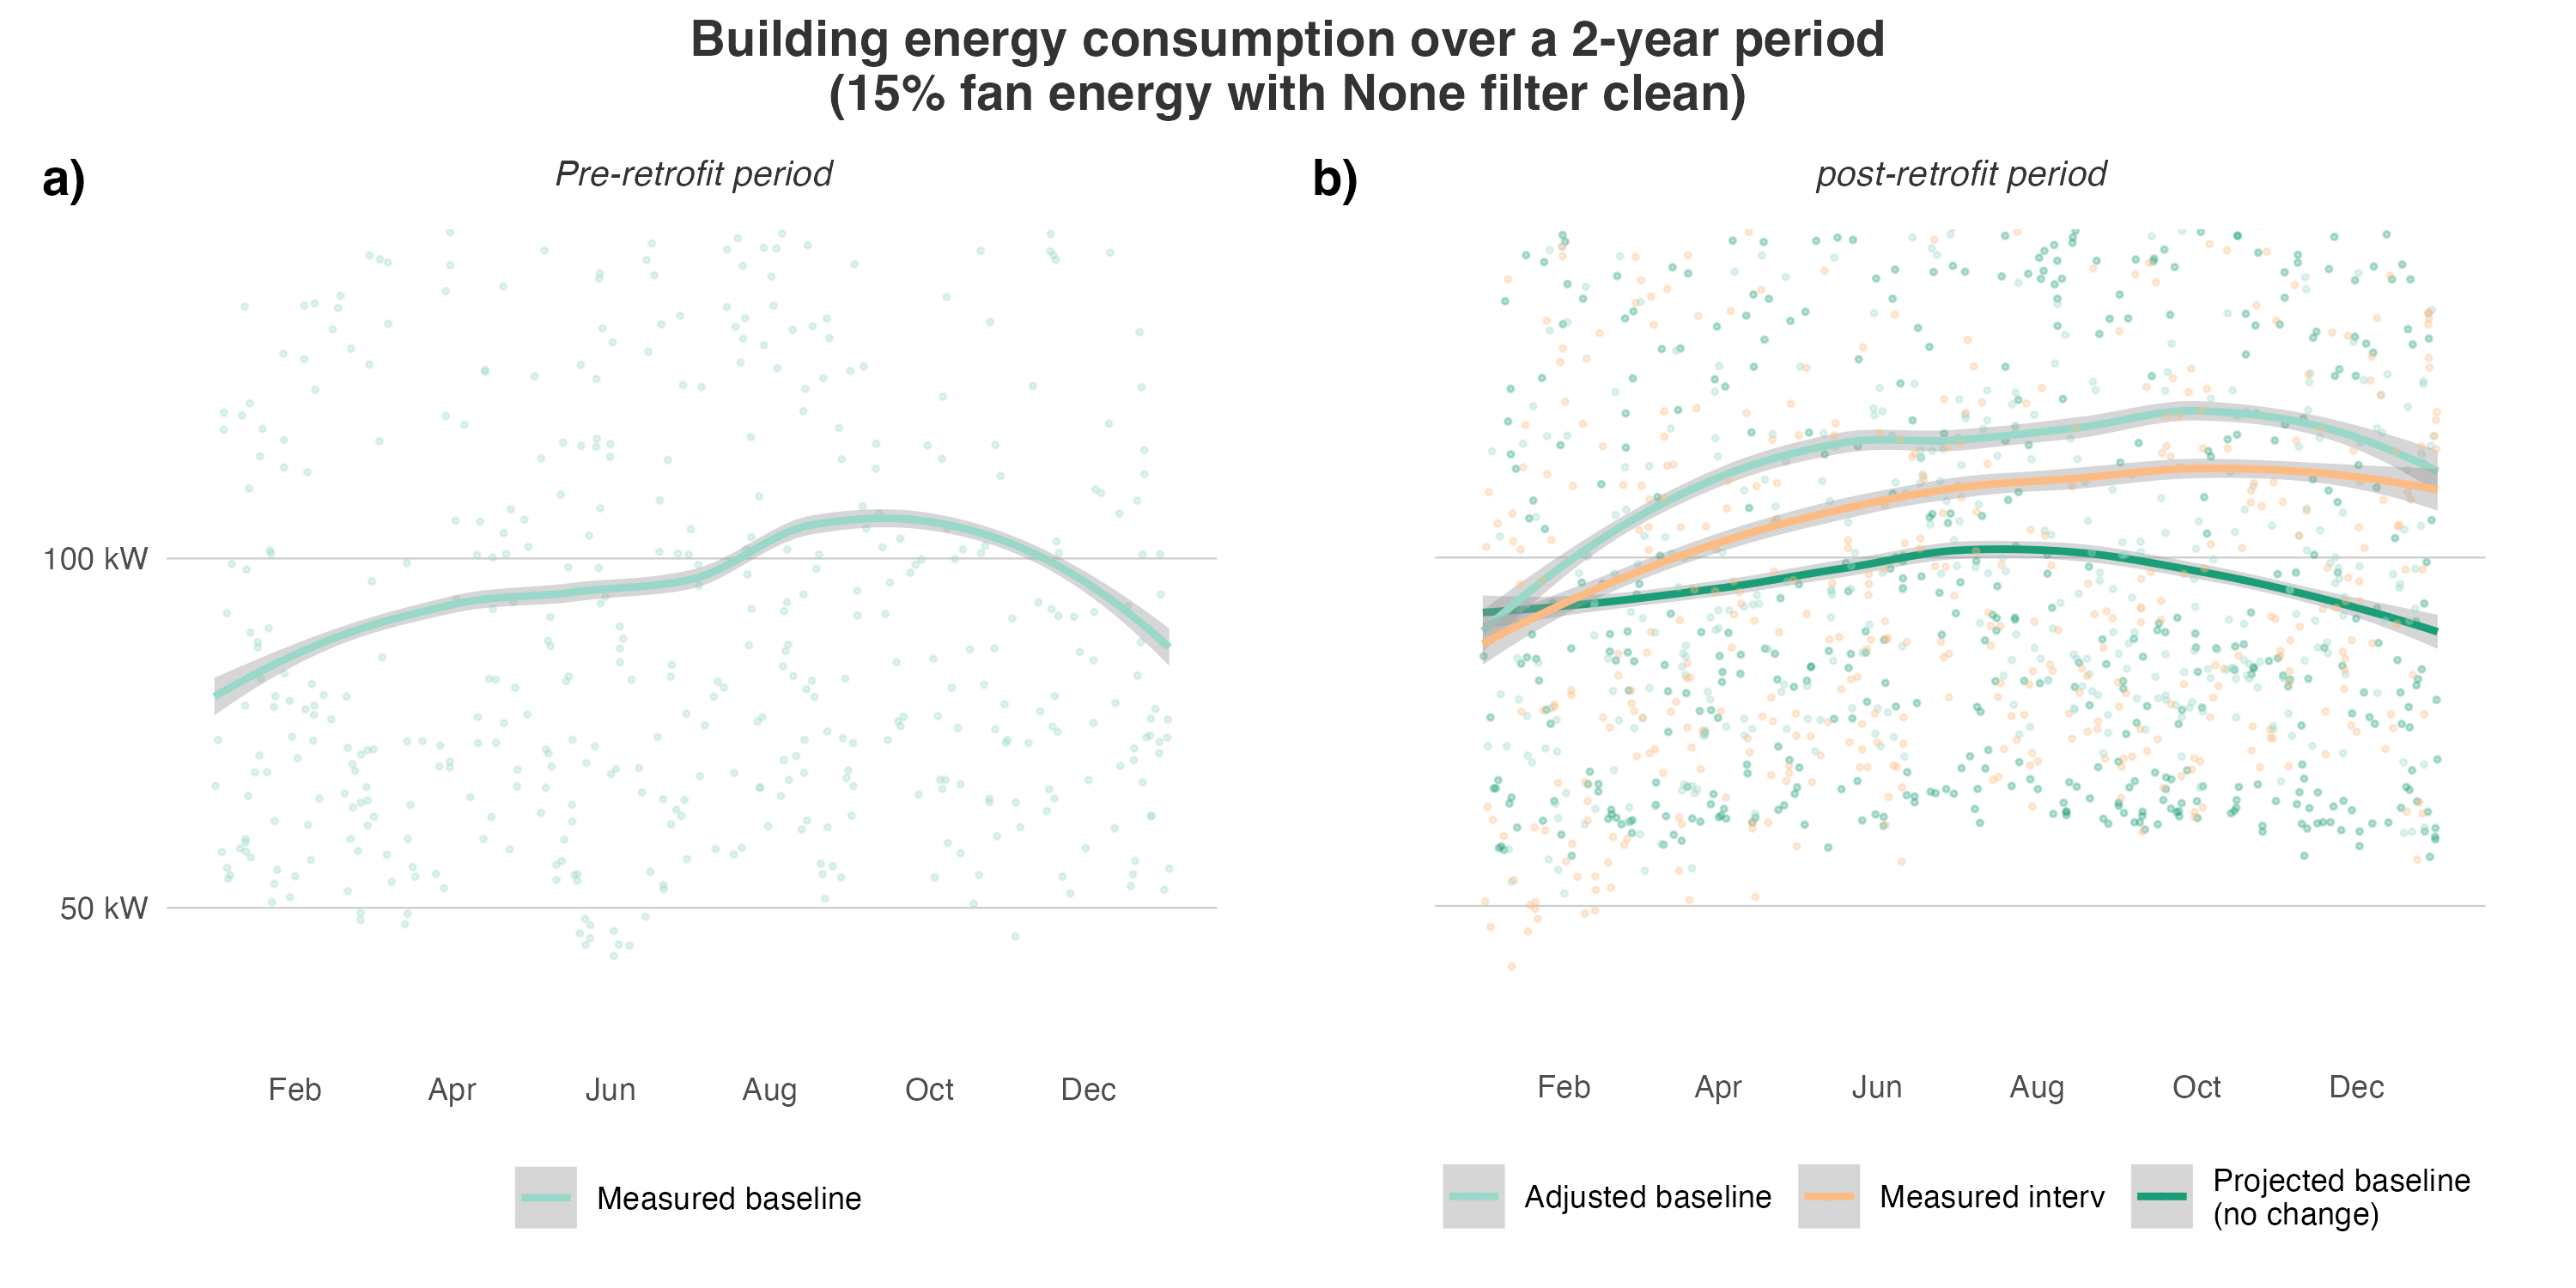 Building energy consumption over a 2-year period
(15% fan energy with None filter clean)
a)
Pre-retrofit period
100 kW
50 kW
Feb Apr Jun Aug Oct Dec
Measured baseline
b)
post-retrofit period
Feb Apr Jun Aug Oct Dec
Adjusted baseline
Measured interv
Projected baseline
(no change)